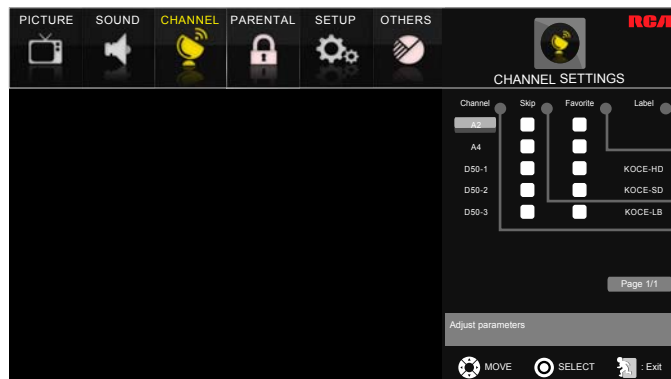 PICTURE SOUND CHANNEL PARENTAL SETUP OTHERS
RCA
CHANNEL SETTINGS
Channel Skip Favorite Label
A2
A4
D50-1 KOCE-HD
D50-2 KOCE-SD
D50-3 KOCE-LB
Page 1/1
Adjust parameters
MOVE SELECT : Exit